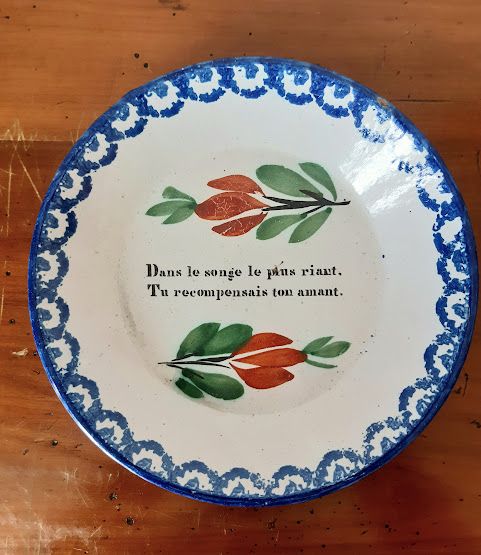 Dans le songe le plus riant,
Tu recompensais ton amant.